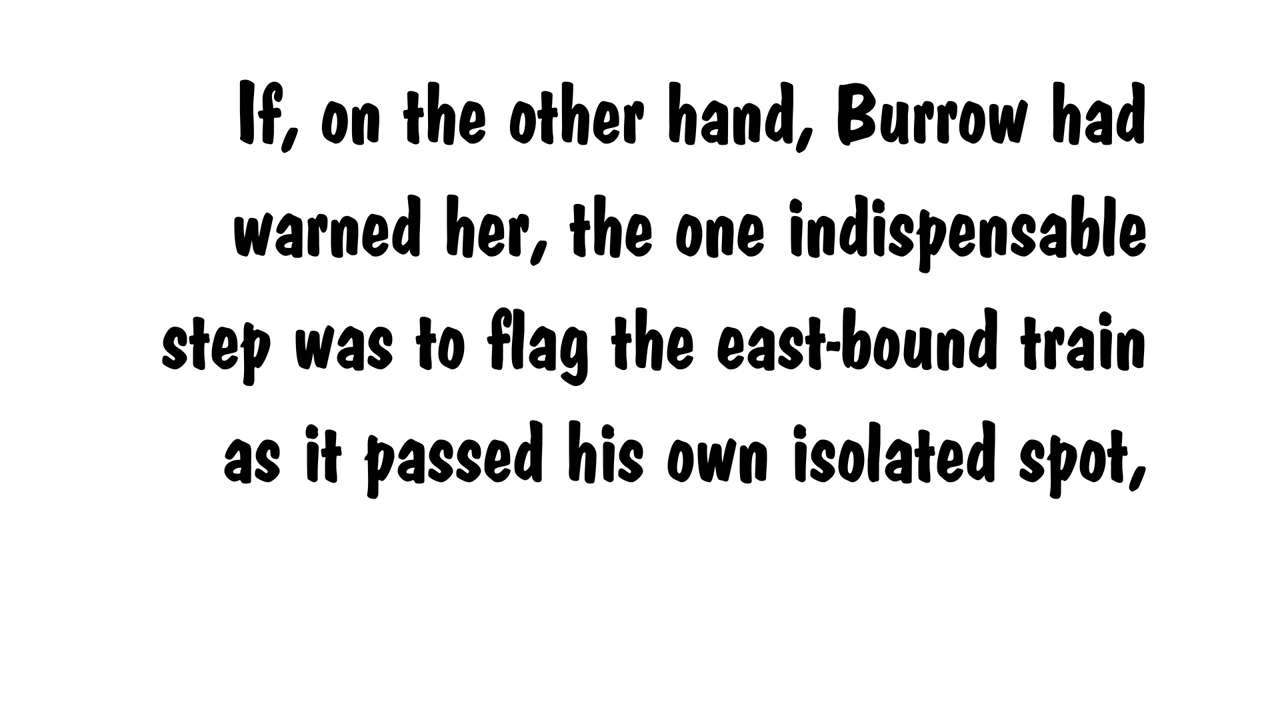 If, on the other hand, Burrow had
warned her, the one indispensable
step was to flag the east-bound train
as it passed his own isolated spot,